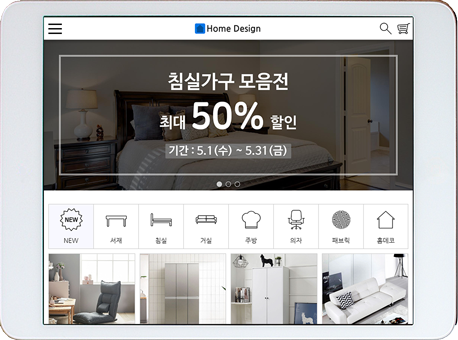 Home Design
침실가구 모음전
최대 50% 할인
기간 : 5.1(수) ~ 5.31(금)
NEW
NEW 서재 침실 거실 주방 의자 패브릭 홈데코